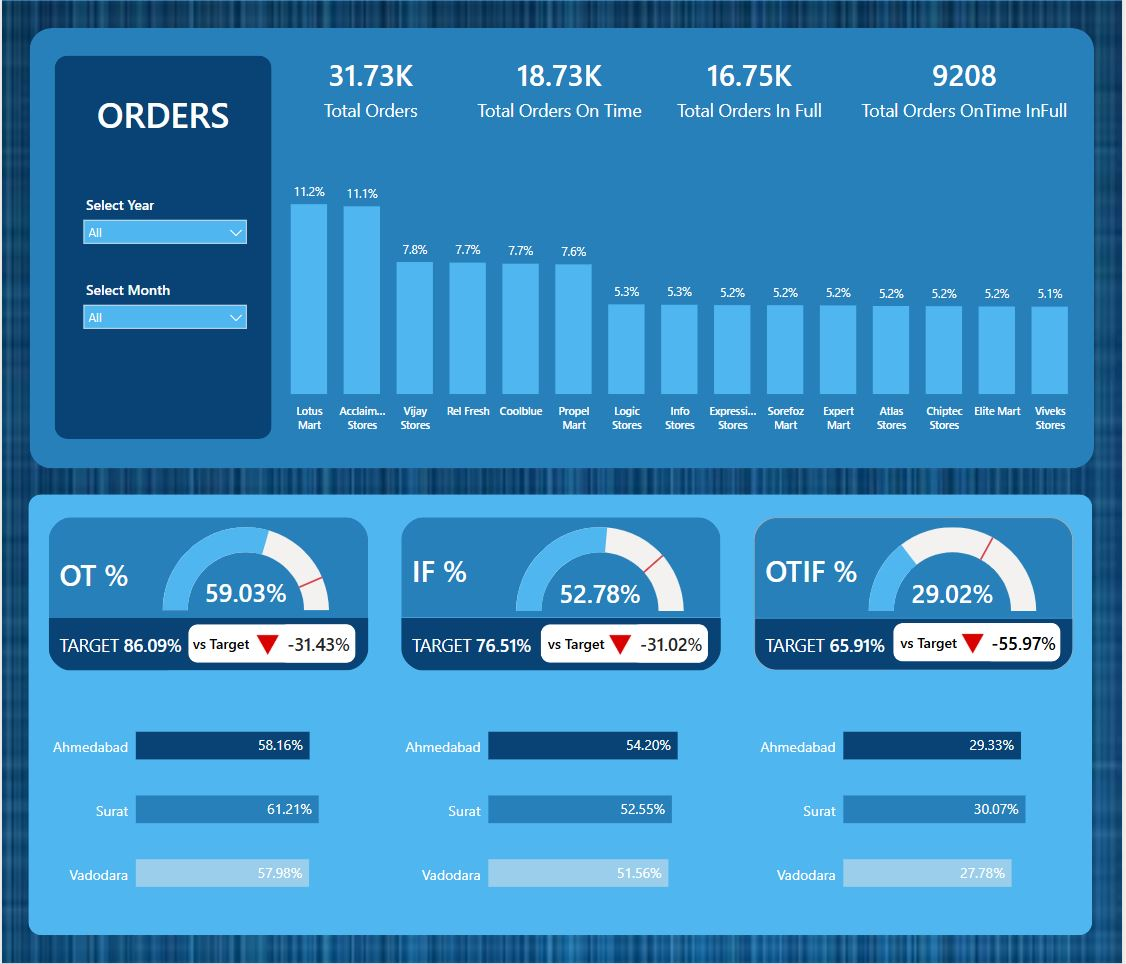 ORDERS
Select Year
All
Select Month
All
31.73K
Total Orders
18.73K
Total Orders On Time
16.75K
Total Orders In Full
9208
Total Orders OnTime InFull
11.2%
11.1%
7.8%
7.7%
7.7%
7.6%
5.3%
5.3%
5.2%
5.2%
5.2%
5.2%
5.2%
5.2%
5.1%
Lotus
Mart
Acclaim...
Stores
Vijay
Stores
Rel Fresh
Coolblue
Propel
Mart
Logic
Stores
Info
Stores
Expressi...
Stores
Sorefoz
Mart
Expert
Mart
Atlas
Stores
Chiptec
Stores
Elite Mart
Viveks
Stores
OT %
59.03%
TARGET 86.09%
vs Target -31.43%
IF %
52.78%
TARGET 76.51%
vs Target -31.02%
OTIF %
29.02%
TARGET 65.91%
vs Target -55.97%
Ahmedabad 58.16%
Surat 61.21%
Vadodara 57.98%
Ahmedabad 54.20%
Surat 52.55%
Vadodara 51.56%
Ahmedabad 29.33%
Surat 30.07%
Vadodara 27.78%